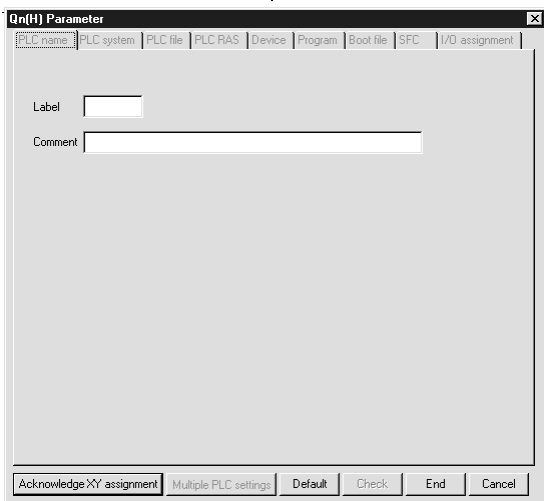 Qn(H) Parameter
PLC name PLC system PLC file PLC RAS Device Program Boot file SFC I/O assignment
Label
Comment
Acknowledge XY assignment Multiple PLC settings Default Check End Cancel